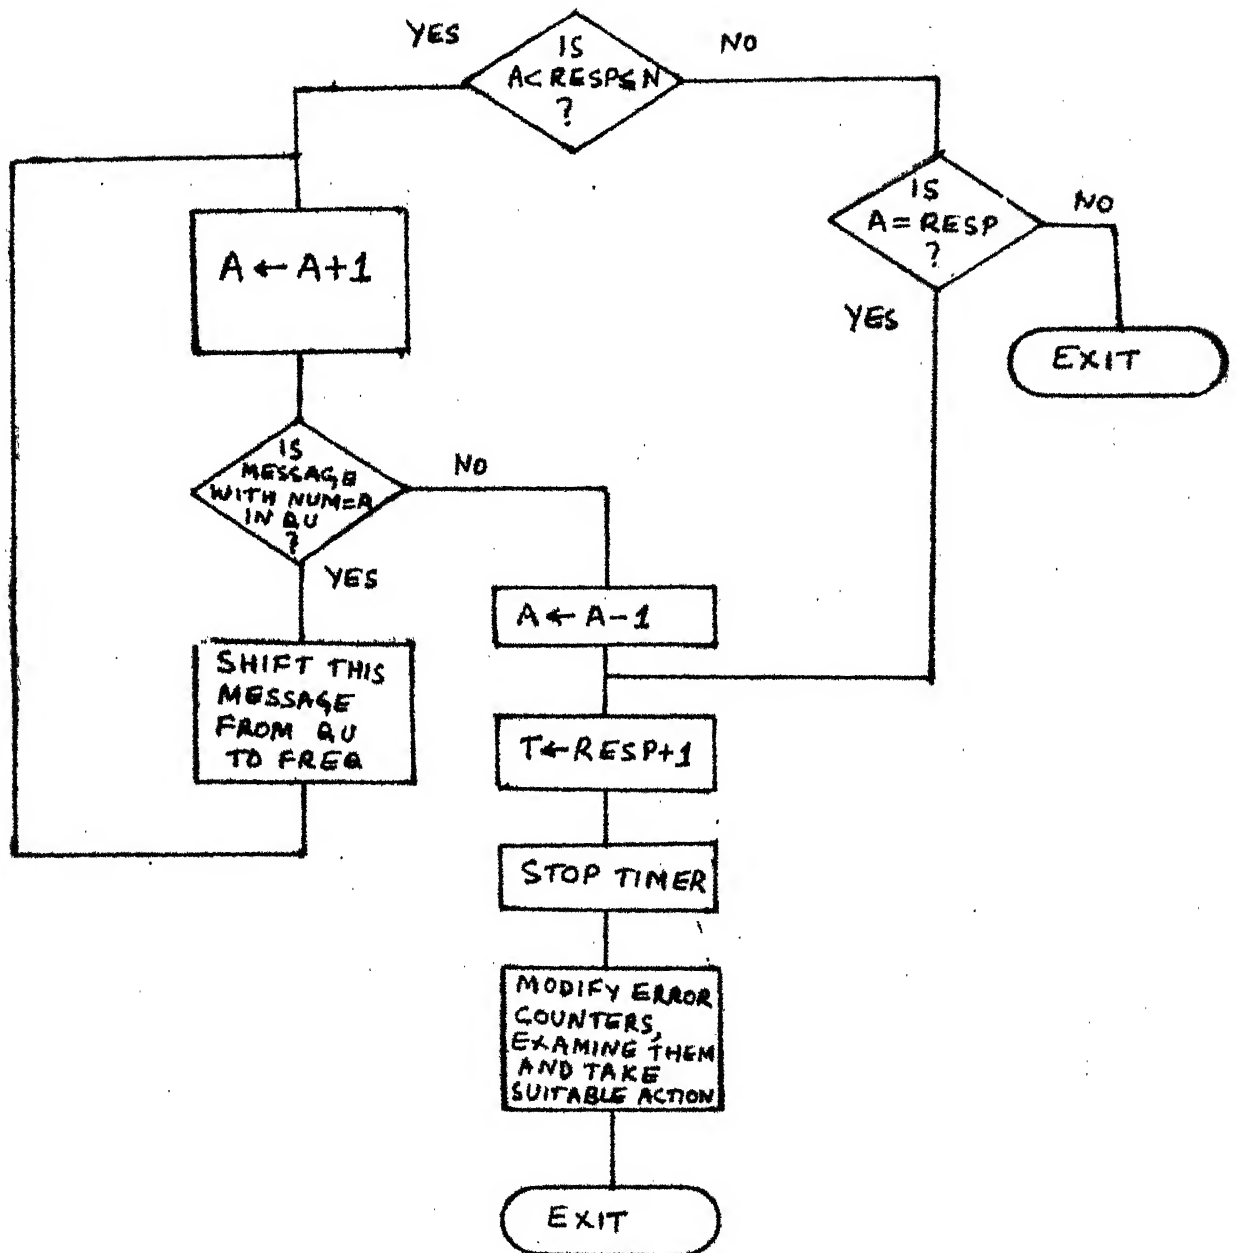 YES
IS
A<RESP≤N
?
NO
IS
A=RESP
?
NO
YES
EXIT
A←A+1
IS
MESSAGE
WITH NUM=A
IN QU
?
NO
YES
SHIFT THIS
MESSAGE
FROM QU
TO FREQ
A←A-1
T←RESP+1
STOP TIMER
MODIFY ERROR
COUNTERS,
EXAMINING THEM
AND TAKE
SUITABLE ACTION
EXIT